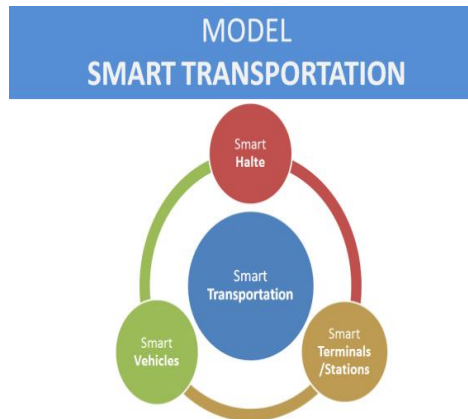 MODEL
SMART TRANSPORTATION
Smart
Halte
Smart
Transportation
Smart
Vehicles
Smart
Terminals
/Stations